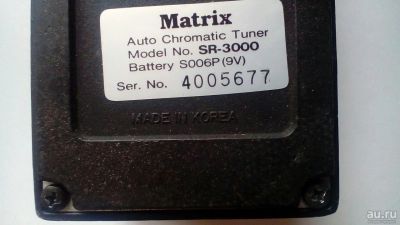 Matrix
Auto Chromatic Tuner
Model No. SR-3000
Battery S006P (9V)
Ser. No. 4005677
MADE IN KOREA
au.ru